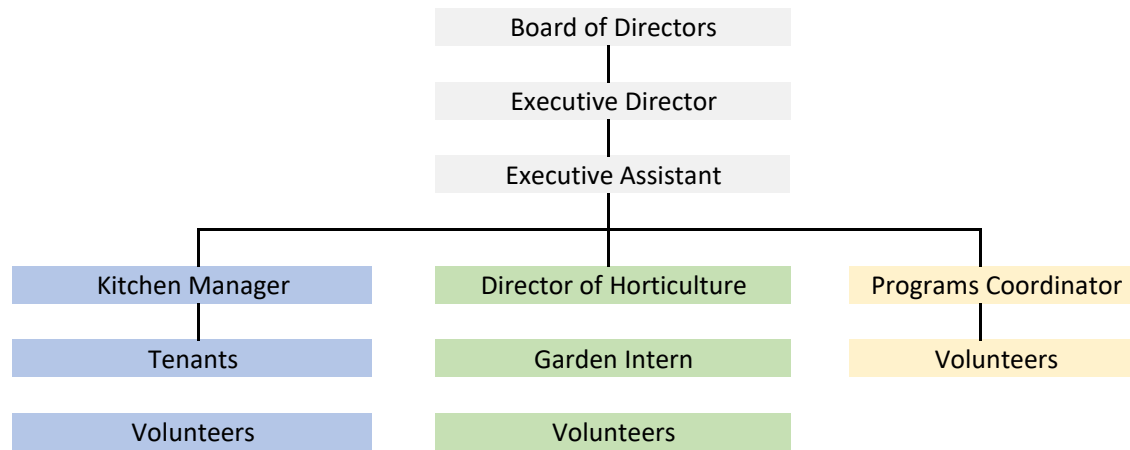 Board of Directors
Executive Director
Executive Assistant
Kitchen Manager
Director of Horticulture
Programs Coordinator
Tenants
Garden Intern
Volunteers
Volunteers
Volunteers